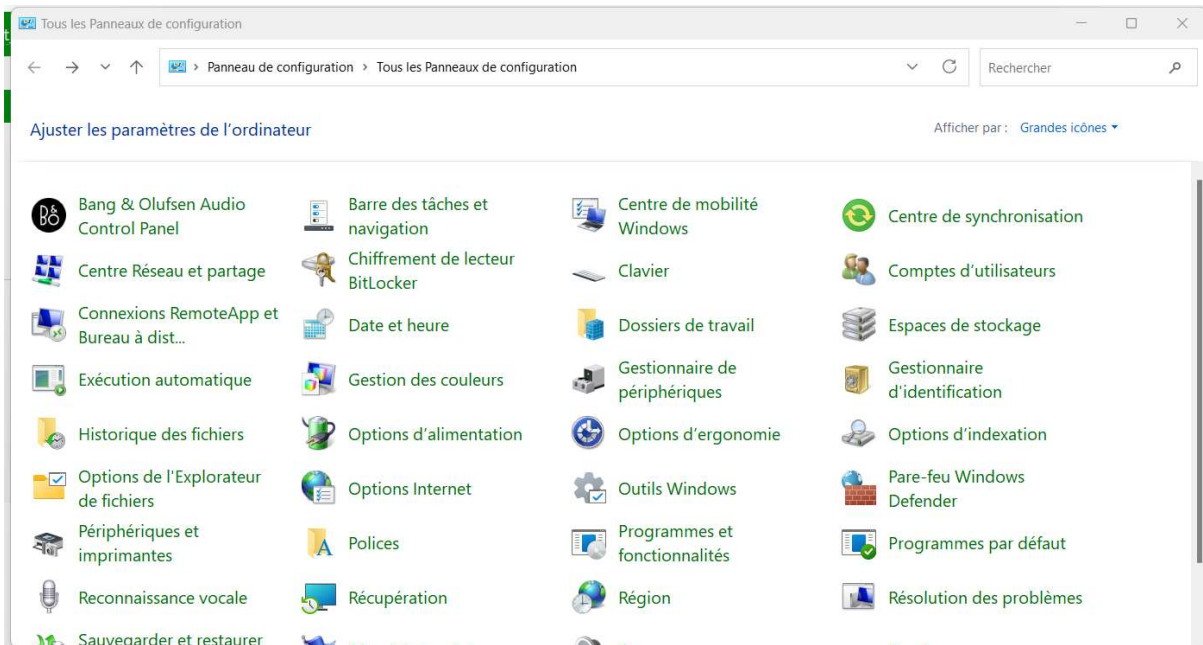 Tous les Panneaux de configuration
Panneau de configuration > Tous les Panneaux de configuration
Rechercher
Ajuster les paramètres de l'ordinateur
Afficher par : Grandes icônes
Bang & Olufsen Audio
Control Panel
Barre des tâches et
navigation
Centre de mobilité
Windows
Centre de synchronisation
Centre Réseau et partage
Chiffrement de lecteur
BitLocker
Clavier
Comptes d'utilisateurs
Connexions RemoteApp et
Bureau à dist...
Date et heure
Dossiers de travail
Espaces de stockage
Exécution automatique
Gestion des couleurs
Gestionnaire de
périphériques
Gestionnaire
d'identification
Historique des fichiers
Options d'alimentation
Options d'ergonomie
Options d'indexation
Options de l'Explorateur
de fichiers
Options Internet
Outils Windows
Pare-feu Windows
Defender
Périphériques et
imprimantes
Polices
Programmes et
fonctionnalités
Programmes par défaut
Reconnaissance vocale
Récupération
Région
Résolution des problèmes
Sauvegarder et restaurer